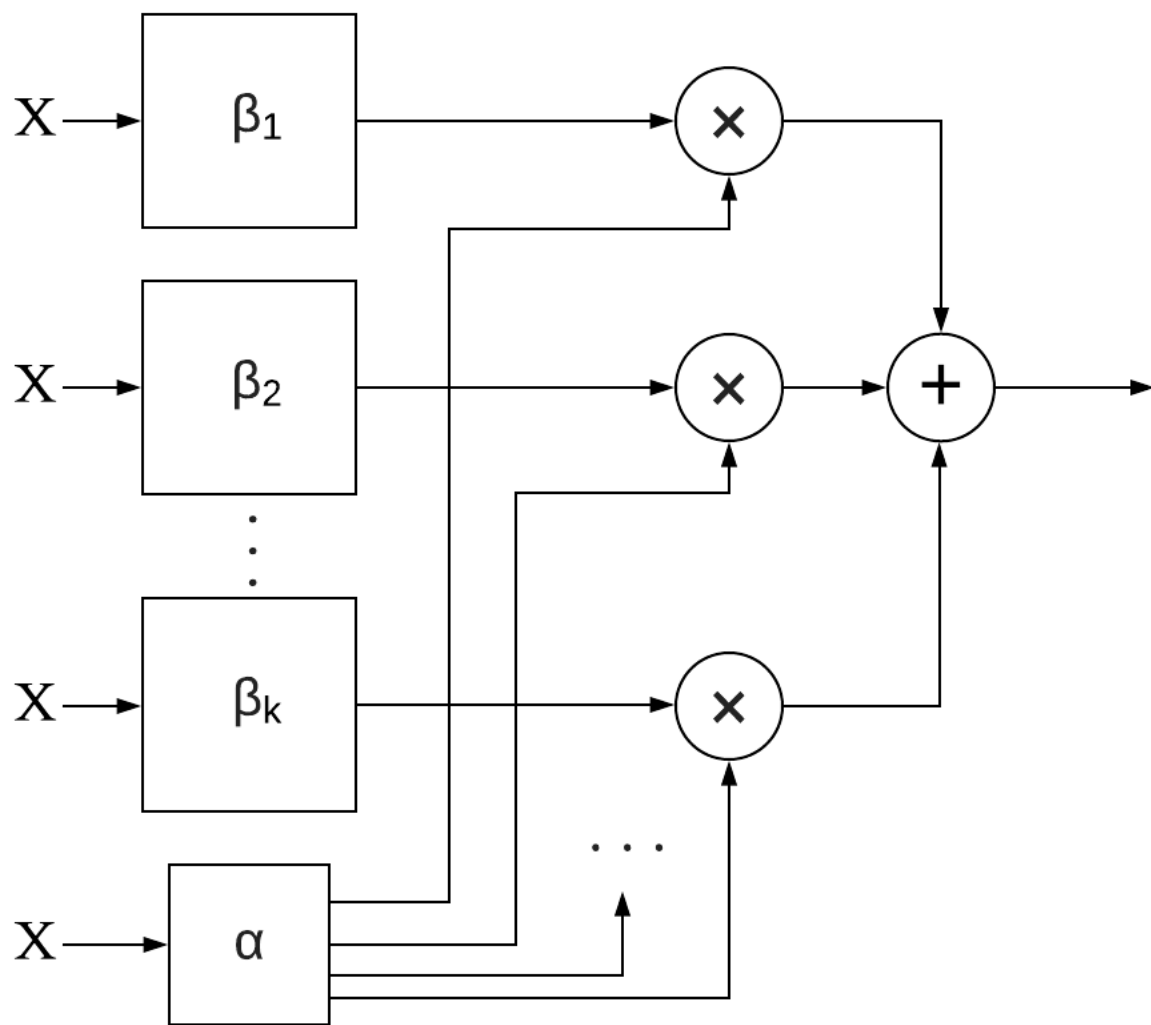 X β₁ ×
X β₂ × +
⋮
X βₖ ×
. . .
X α